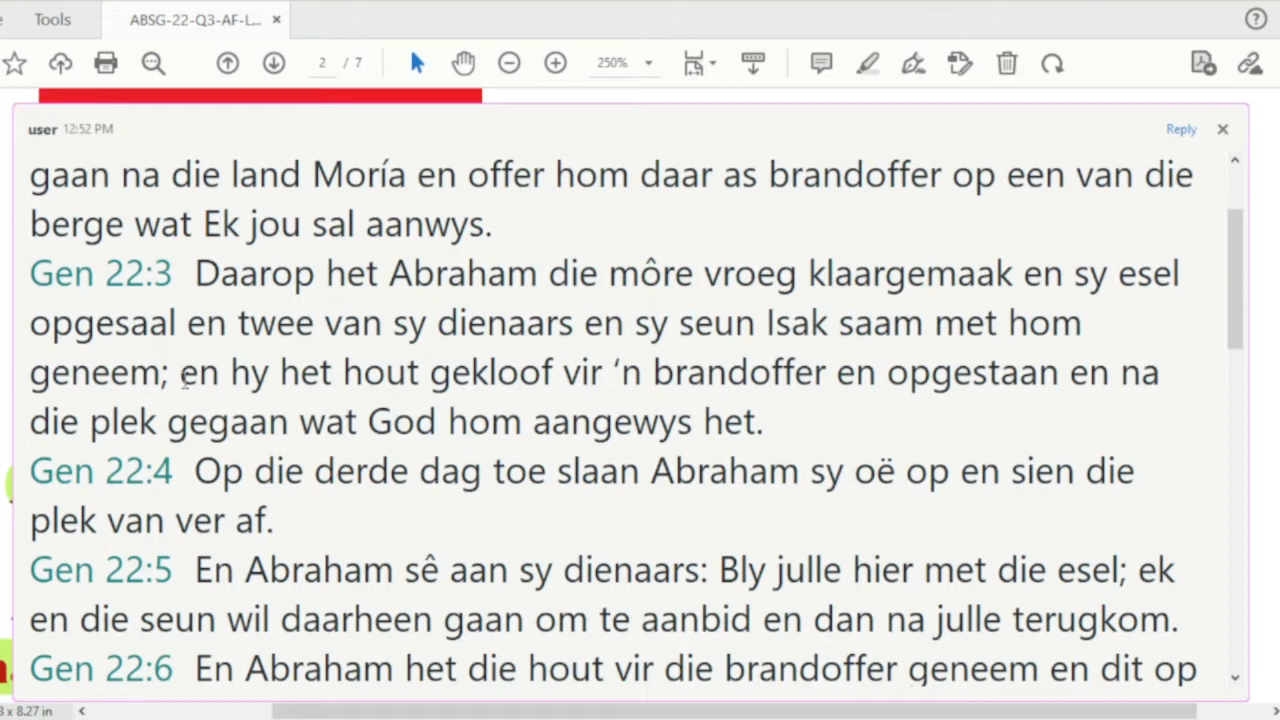 Tools
ABSG-22-Q3-AF-L...
2 / 7
250%
user 12:52 PM
Reply
gaan na die land Moría en offer hom daar as brandoffer op een van die
berge wat Ek jou sal aanwys.
Gen 22:3 Daarop het Abraham die môre vroeg klaargemaak en sy esel
opgesaal en twee van sy dienaars en sy seun Isak saam met hom
geneem; en hy het hout gekloof vir ‘n brandoffer en opgestaan en na
die plek gegaan wat God hom aangewys het.
Gen 22:4 Op die derde dag toe slaan Abraham sy oë op en sien die
plek van ver af.
Gen 22:5 En Abraham sê aan sy dienaars: Bly julle hier met die esel; ek
en die seun wil daarheen gaan om te aanbid en dan na julle terugkom.
Gen 22:6 En Abraham het die hout vir die brandoffer geneem en dit op
x 8.27 in